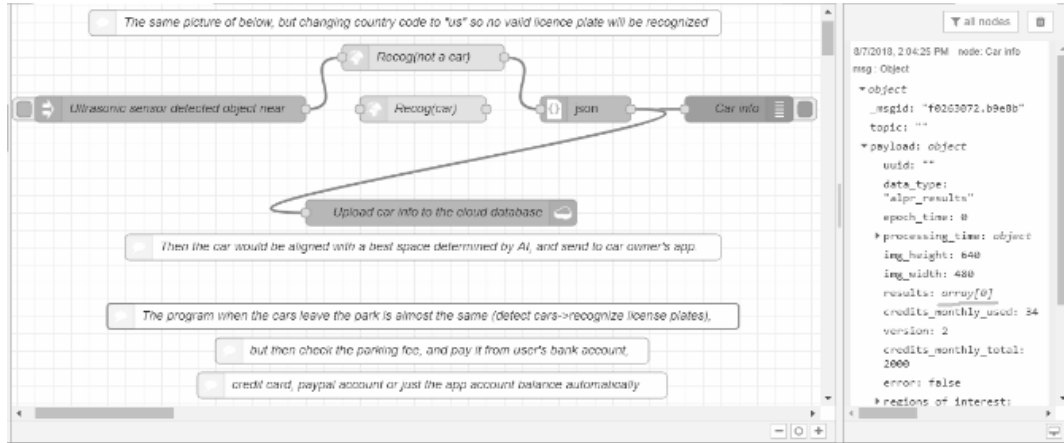 The same picture of below, but changing country code to "us" so no valid licence plate will be recognized
Recog(not a car)
Ultrasonic sensor detected object near
Recog(car)
json
Car info
Upload car info to the cloud database
Then the car would be aligned with a best space determined by AI, and send to car owner's app.
The program when the cars leave the park is almost the same (detect cars->recognize license plates),
but then check the parking fee, and pay it from user's bank account,
credit card, paypal account or just the app account balance automatically
all nodes
8/7/2018, 2:04:25 PM node: Car info
msg : Object
object
_msgid: "f0263072.b9e8b"
topic: ""
payload: object
uuid: ""
data_type:
"alpr_results"
epoch_time: 0
processing_time: object
img_height: 640
img_width: 480
results: array[0]
credits_monthly_used: 34
version: 2
credits_monthly_total:
2000
error: false
regions_of_interest: